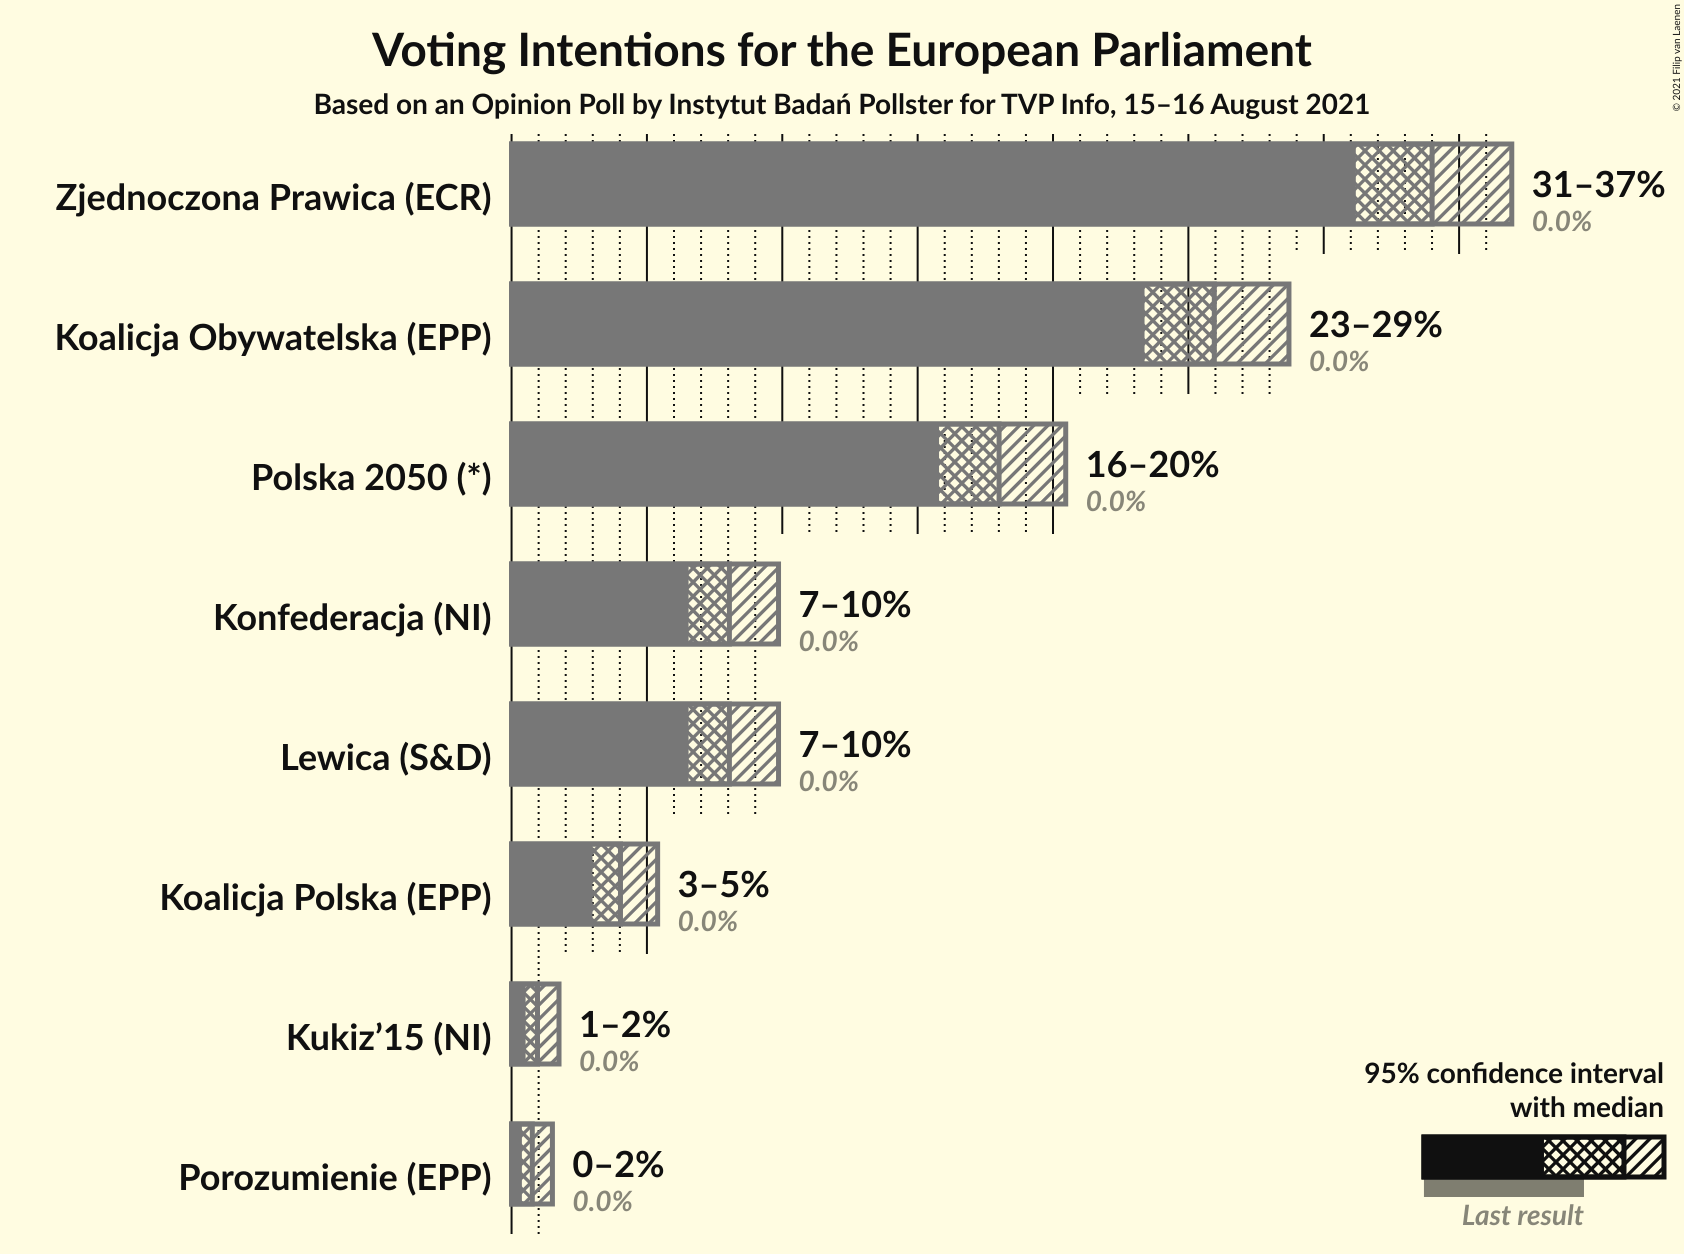 Voting Intentions for the European Parliament
Based on an Opinion Poll by Instytut Badań Pollster for TVP Info, 15–16 August 2021
© 2021 Filip van Laenen
Zjednoczona Prawica (ECR)
31–37%
0.0%
Koalicja Obywatelska (EPP)
23–29%
0.0%
Polska 2050 (*)
16–20%
0.0%
Konfederacja (NI)
7–10%
0.0%
Lewica (S&D)
7–10%
0.0%
Koalicja Polska (EPP)
3–5%
0.0%
Kukiz’15 (NI)
1–2%
0.0%
Porozumienie (EPP)
0–2%
0.0%
95% confidence interval
with median
Last result